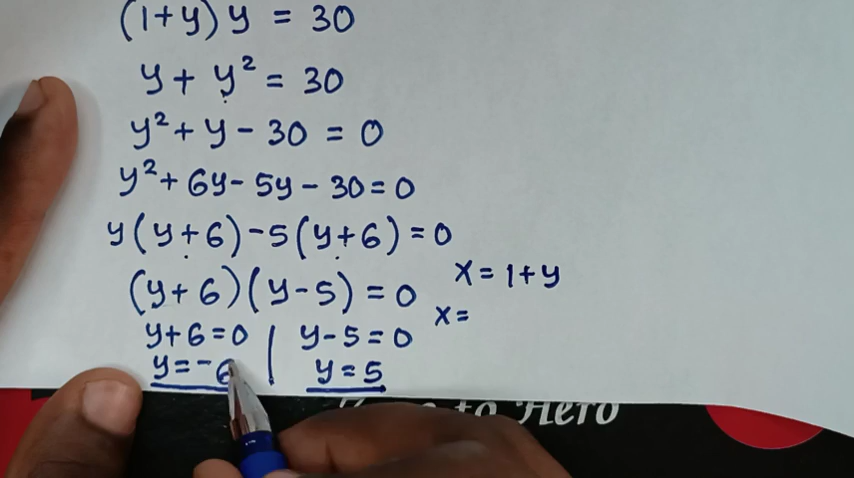 (1+y)y = 30
y + y² = 30
y² + y - 30 = 0
y² + 6y - 5y - 30 = 0
y(y+6) - 5(y+6) = 0
(y+6)(y-5) = 0
x = 1+y
x =
y+6=0 | y-5=0
y=-6 | y=5
to Hero